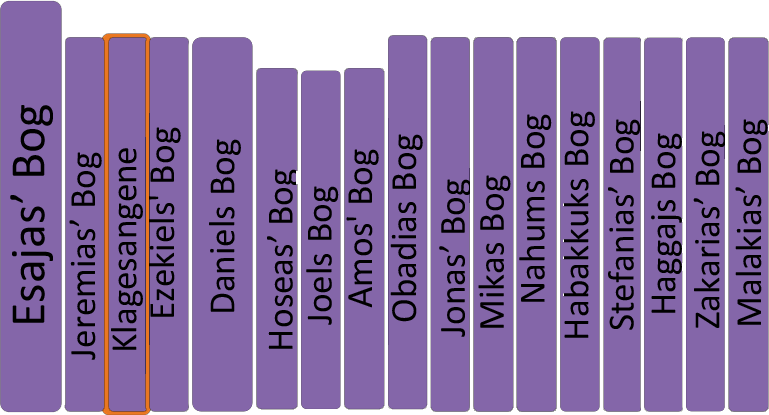 Esajas’ Bog
Jeremias’ Bog
Klagesangene
Ezekiels' Bog
Daniels Bog
Hoseas’ Bog
Joels Bog
Amos' Bog
Obadias Bog
Jonas’ Bog
Mikas Bog
Nahums Bog
Habakkuks Bog
Stefanias’ Bog
Haggajs Bog
Zakarias’ Bog
Malakias’ Bog